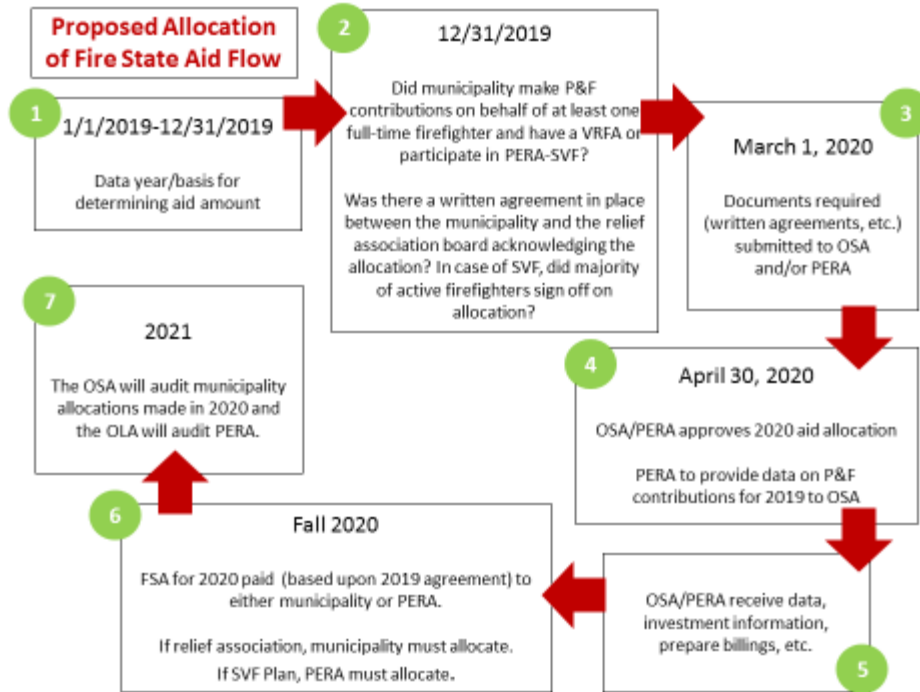 Proposed Allocation
of Fire State Aid Flow
1
1/1/2019-12/31/2019
Data year/basis for
determining aid amount
2
12/31/2019
Did municipality make P&F
contributions on behalf of at least one
full-time firefighter and have a VRFA or
participate in PERA-SVF?
Was there a written agreement in place
between the municipality and the relief
association board acknowledging the
allocation? In case of SVF, did majority
of active firefighters sign off on
allocation?
3
March 1, 2020
Documents required
(written agreements, etc.)
submitted to OSA
and/or PERA
4
April 30, 2020
OSA/PERA approves 2020 aid allocation
PERA to provide data on P&F
contributions for 2019 to OSA
OSA/PERA receive data,
investment information,
prepare billings, etc.
5
6
Fall 2020
FSA for 2020 paid (based upon 2019 agreement) to
either municipality or PERA.
If relief association, municipality must allocate.
If SVF Plan, PERA must allocate.
7
2021
The OSA will audit municipality
allocations made in 2020 and
the OLA will audit PERA.